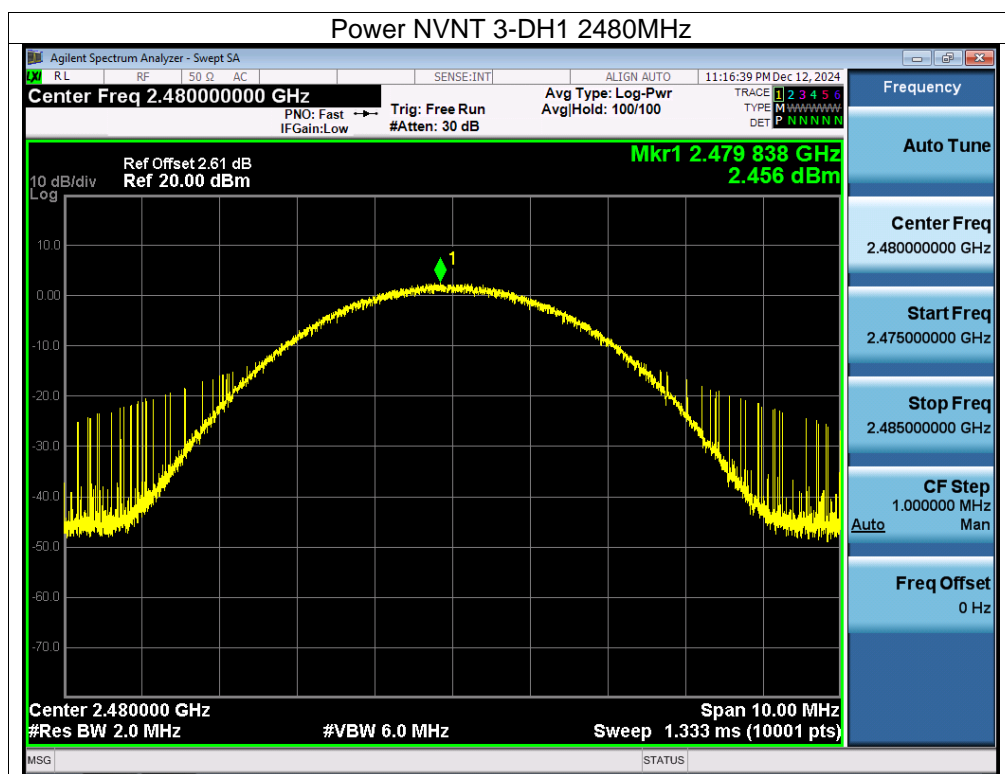 Power NVNT 3-DH1 2480MHz
Agilent Spectrum Analyzer - Swept SA
LXI RL RF 50 Ω AC SENSE:INT ALIGN AUTO 11:16:39 PM Dec 12, 2024
Center Freq 2.480000000 GHz
PNO: Fast
IFGain:Low
Trig: Free Run
#Atten: 30 dB
Avg Type: Log-Pwr
Avg|Hold: 100/100
TRACE 1 2 3 4 5 6
TYPE M WWWWW
DET P N N N N N
Ref Offset 2.61 dB
10 dB/div Ref 20.00 dBm
Log
Mkr1 2.479 838 GHz
2.456 dBm
1
10.0
0.00
-10.0
-20.0
-30.0
-40.0
-50.0
-60.0
-70.0
Center 2.480000 GHz Span 10.00 MHz
#Res BW 2.0 MHz #VBW 6.0 MHz Sweep 1.333 ms (10001 pts)
MSG STATUS
Frequency
Auto Tune
Center Freq
2.480000000 GHz
Start Freq
2.475000000 GHz
Stop Freq
2.485000000 GHz
CF Step
1.000000 MHz
Auto Man
Freq Offset
0 Hz